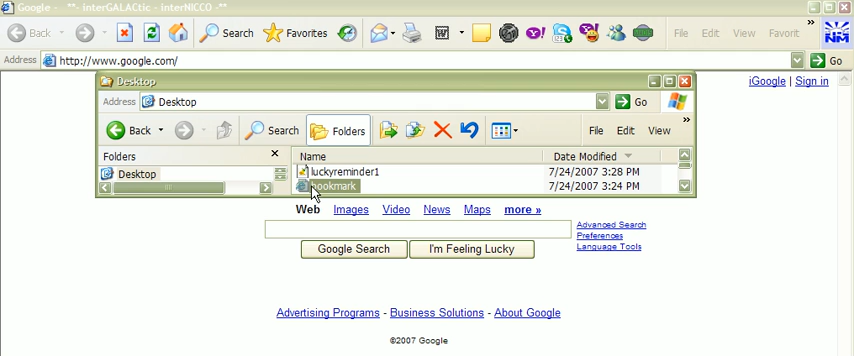 Google - **- interGALACtic - interNICCO -**
Back Search Favorites File Edit View Favorit »
Address http://www.google.com/ Go
iGoogle | Sign in
Desktop
Address Desktop Go
Back Search Folders File Edit View »
Folders
Desktop
Name Date Modified
luckyreminder1 7/24/2007 3:28 PM
bookmark 7/24/2007 3:24 PM
Web Images Video News Maps more »
Advanced Search
Preferences
Language Tools
Google Search I'm Feeling Lucky
Advertising Programs - Business Solutions - About Google
©2007 Google